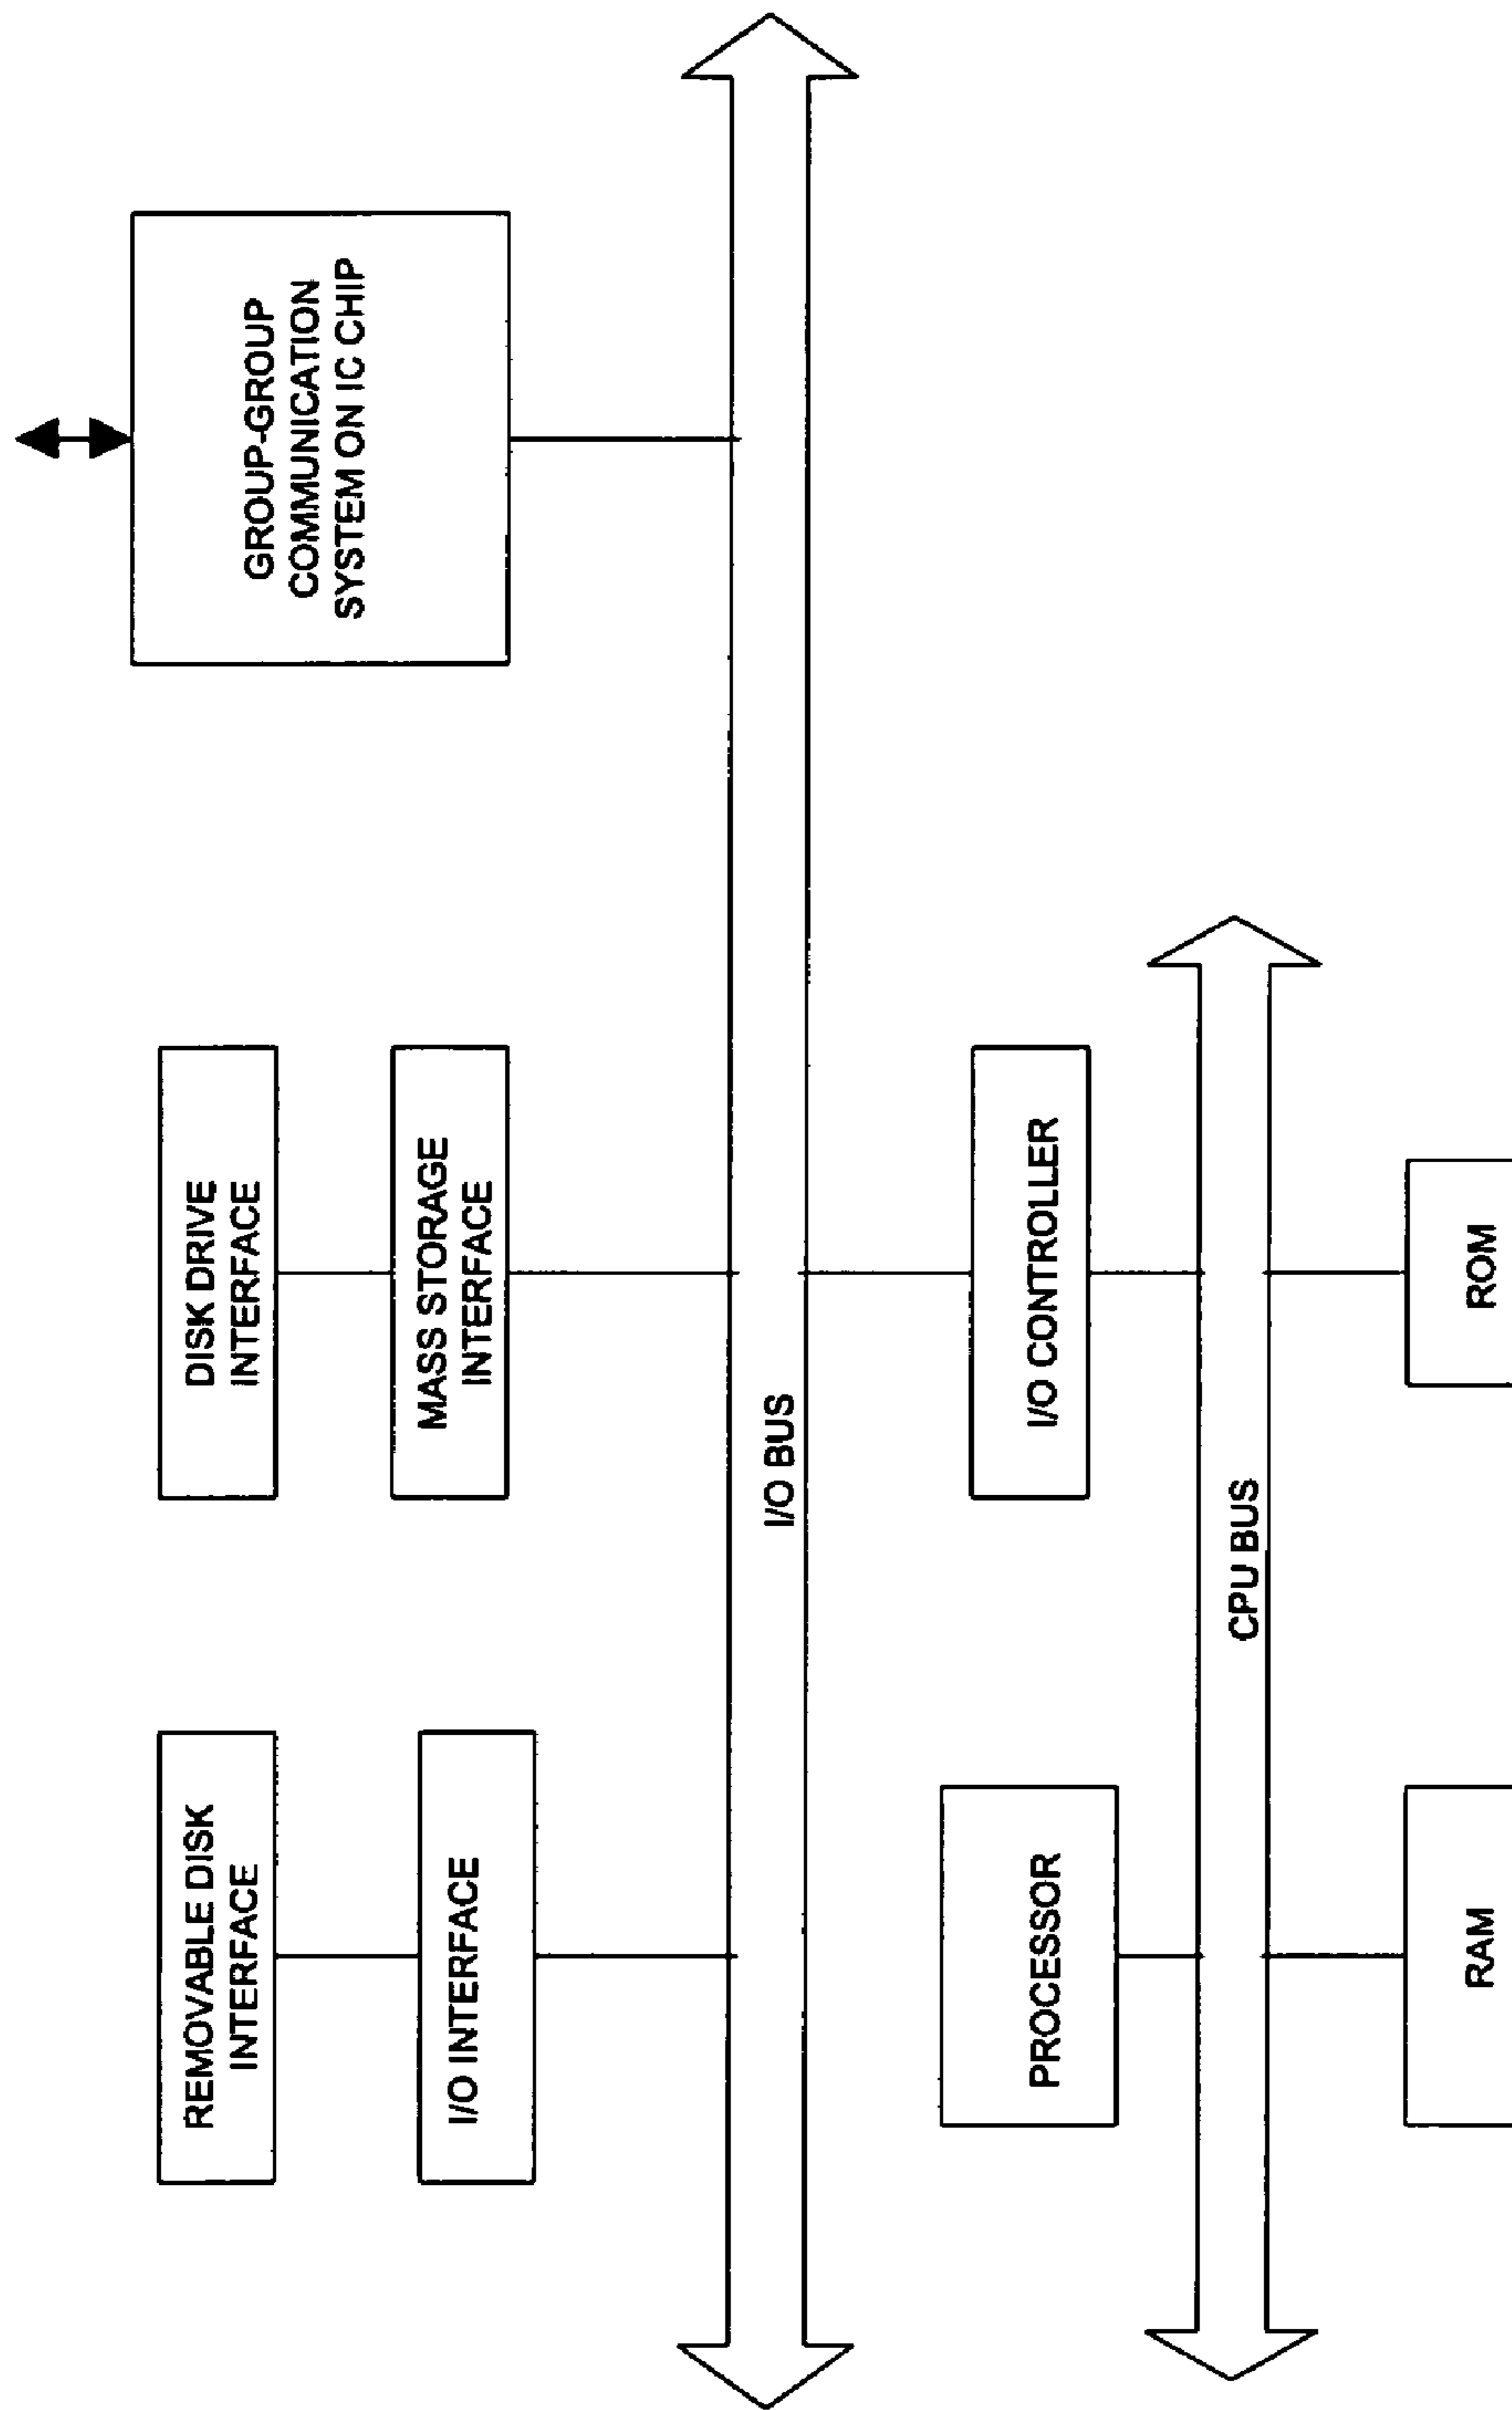 REMOVABLE DISK
INTERFACE
DISK DRIVE
INTERFACE
GROUP-GROUP
COMMUNICATION
SYSTEM ON IC CHIP
I/O INTERFACE
MASS STORAGE
INTERFACE
I/O BUS
PROCESSOR
I/O CONTROLLER
CPU BUS
RAM
ROM